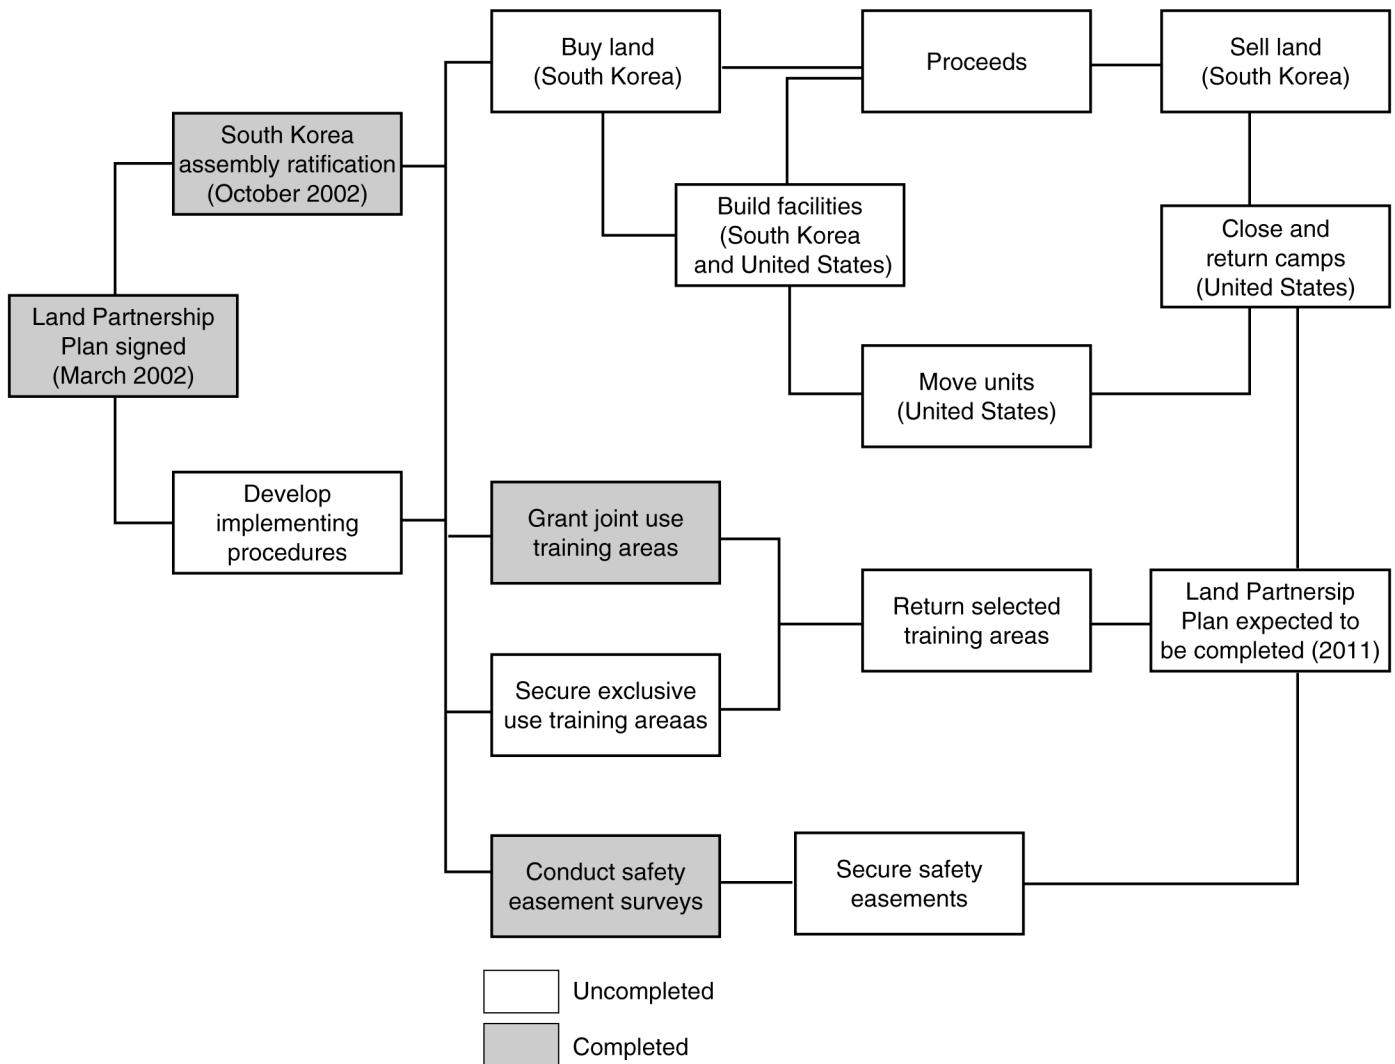 Buy land
(South Korea)
Proceeds
Sell land
(South Korea)
South Korea
assembly ratification
(October 2002)
Build facilities
(South Korea
and United States)
Close and
return camps
(United States)
Land Partnership
Plan signed
(March 2002)
Move units
(United States)
Develop
implementing
procedures
Grant joint use
training areas
Return selected
training areas
Land Partnersip
Plan expected to
be completed (2011)
Secure exclusive
use training areaas
Conduct safety
easement surveys
Secure safety
easements
Uncompleted
Completed